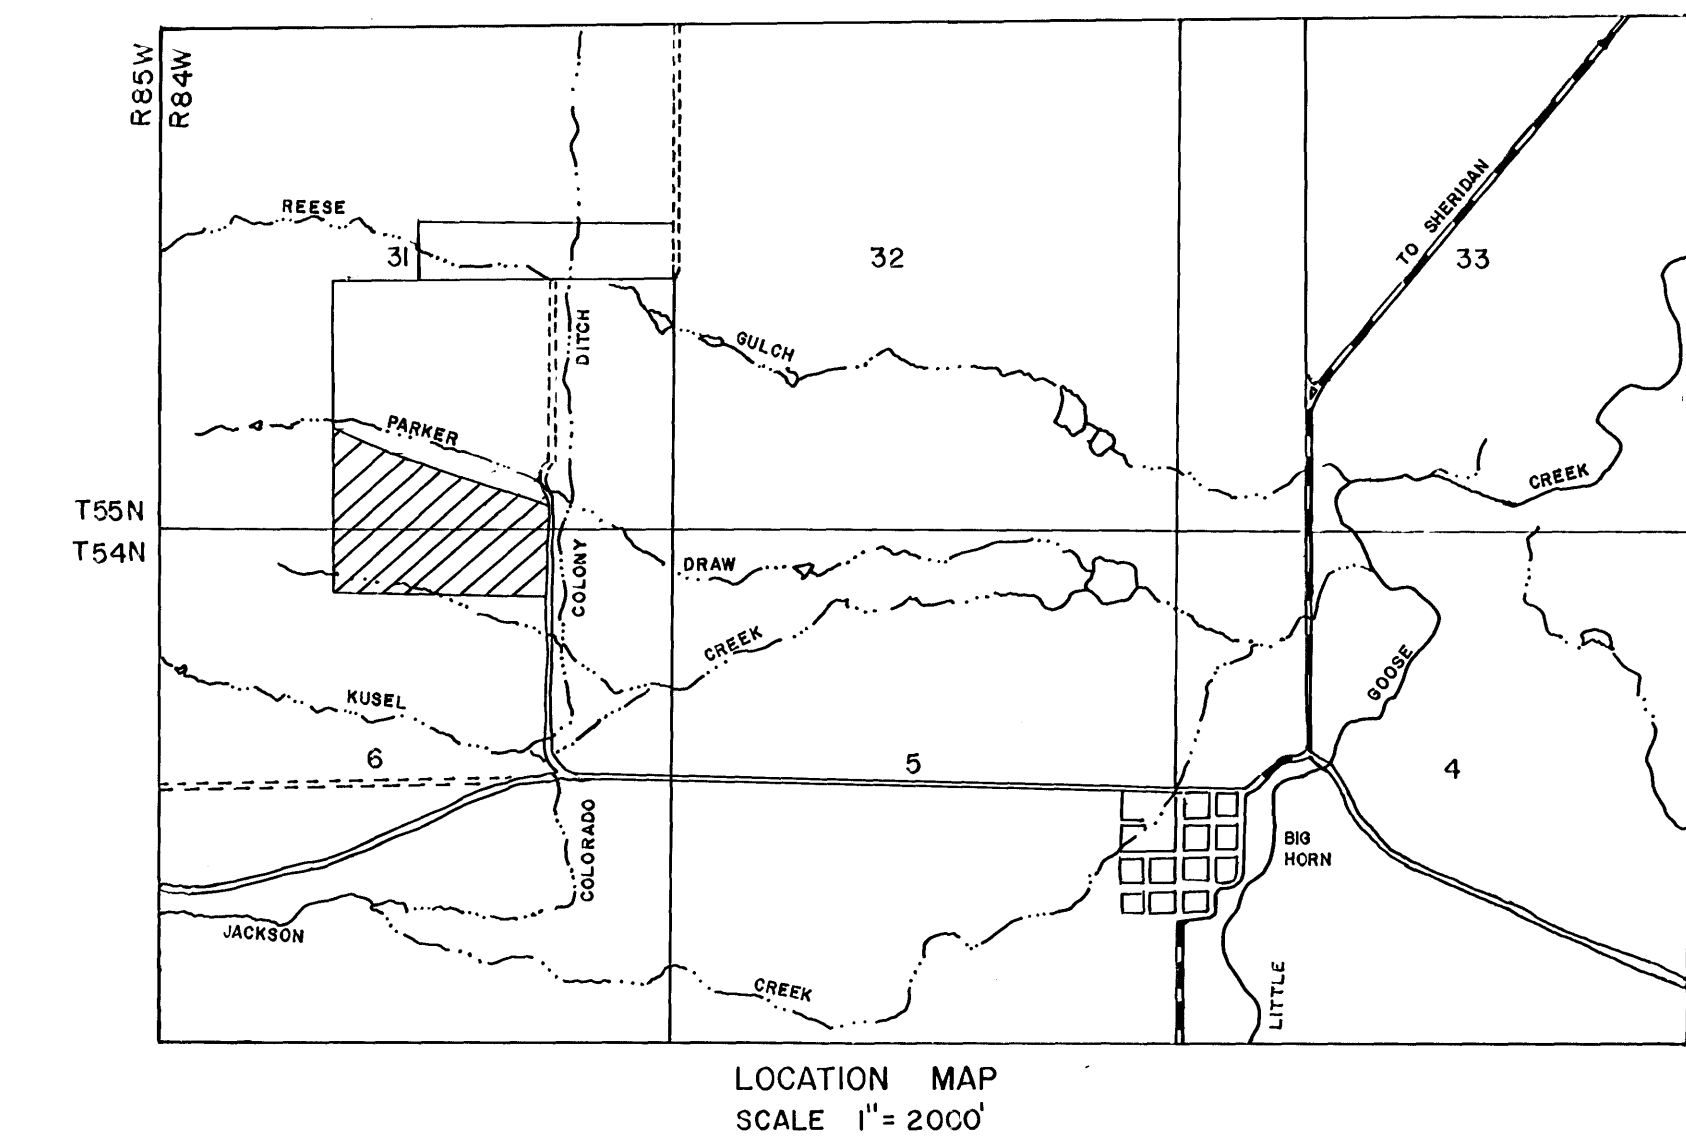 R85W
R84W
REESE
31
32
33
TO SHERIDAN
DITCH
GULCH
PARKER
CREEK
T55N
T54N
COLONY
DRAW
CREEK
GOOSE
KUSEL
6
5
4
COLORADO
BIG
HORN
JACKSON
CREEK
LITTLE
LOCATION MAP
SCALE 1"= 2000'